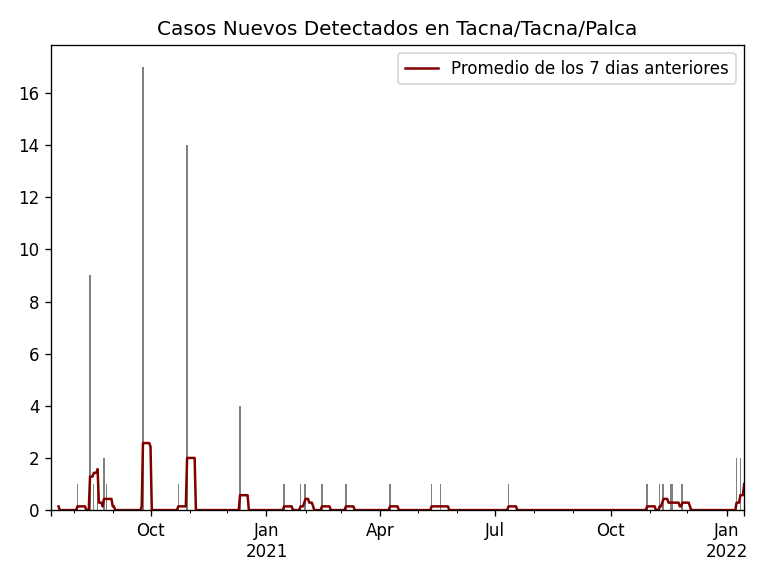 Casos Nuevos Detectados en Tacna/Tacna/Palca
Promedio de los 7 dias anteriores
16
14
12
10
8
6
4
2
0
Oct
Jan
2021
Apr
Jul
Oct
Jan
2022